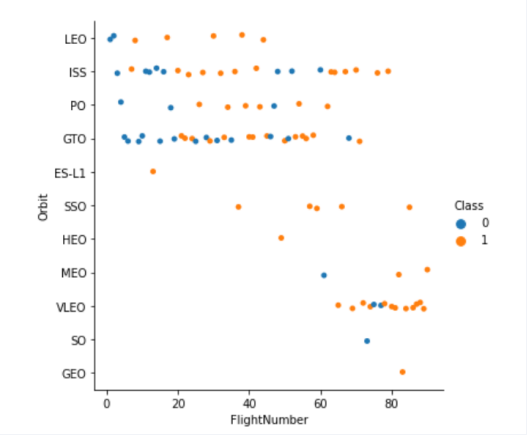 LEO
ISS
PO
GTO
ES-L1
SSO
HEO
MEO
VLEO
SO
GEO
Orbit
0 20 40 60 80
FlightNumber
Class
0
1